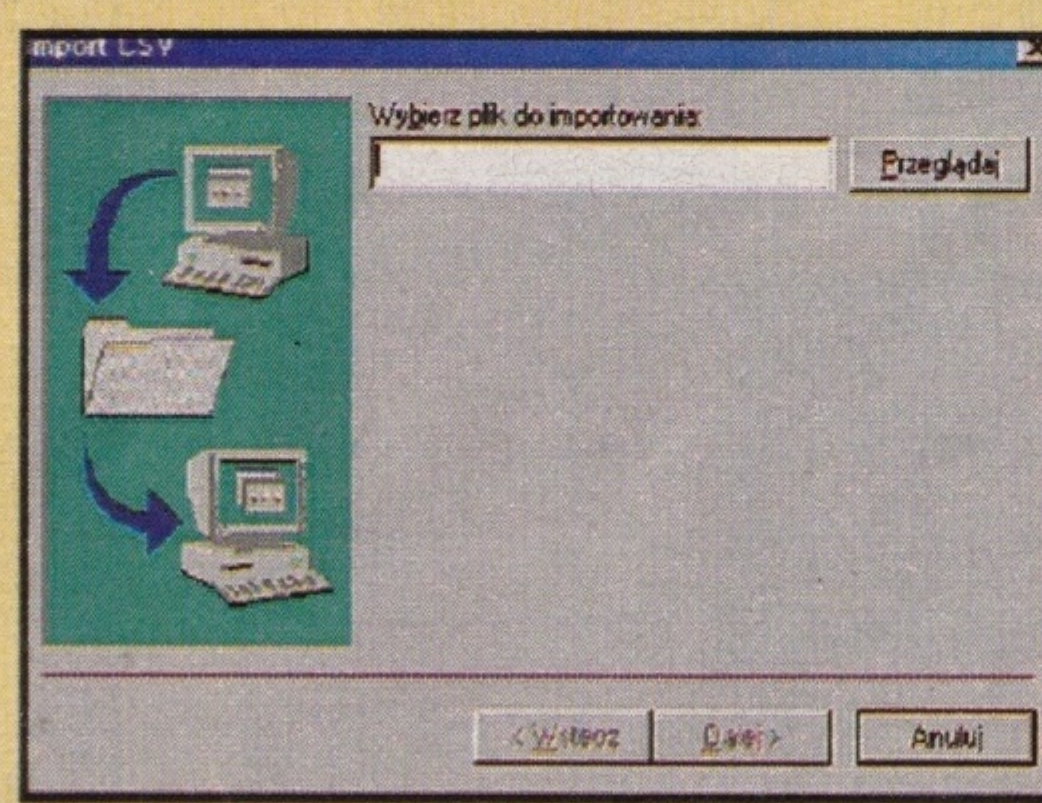 mport CSV
Wybierz plik do importowania:
Przeglądaj
< Wstecz
Dalej >
Anuluj